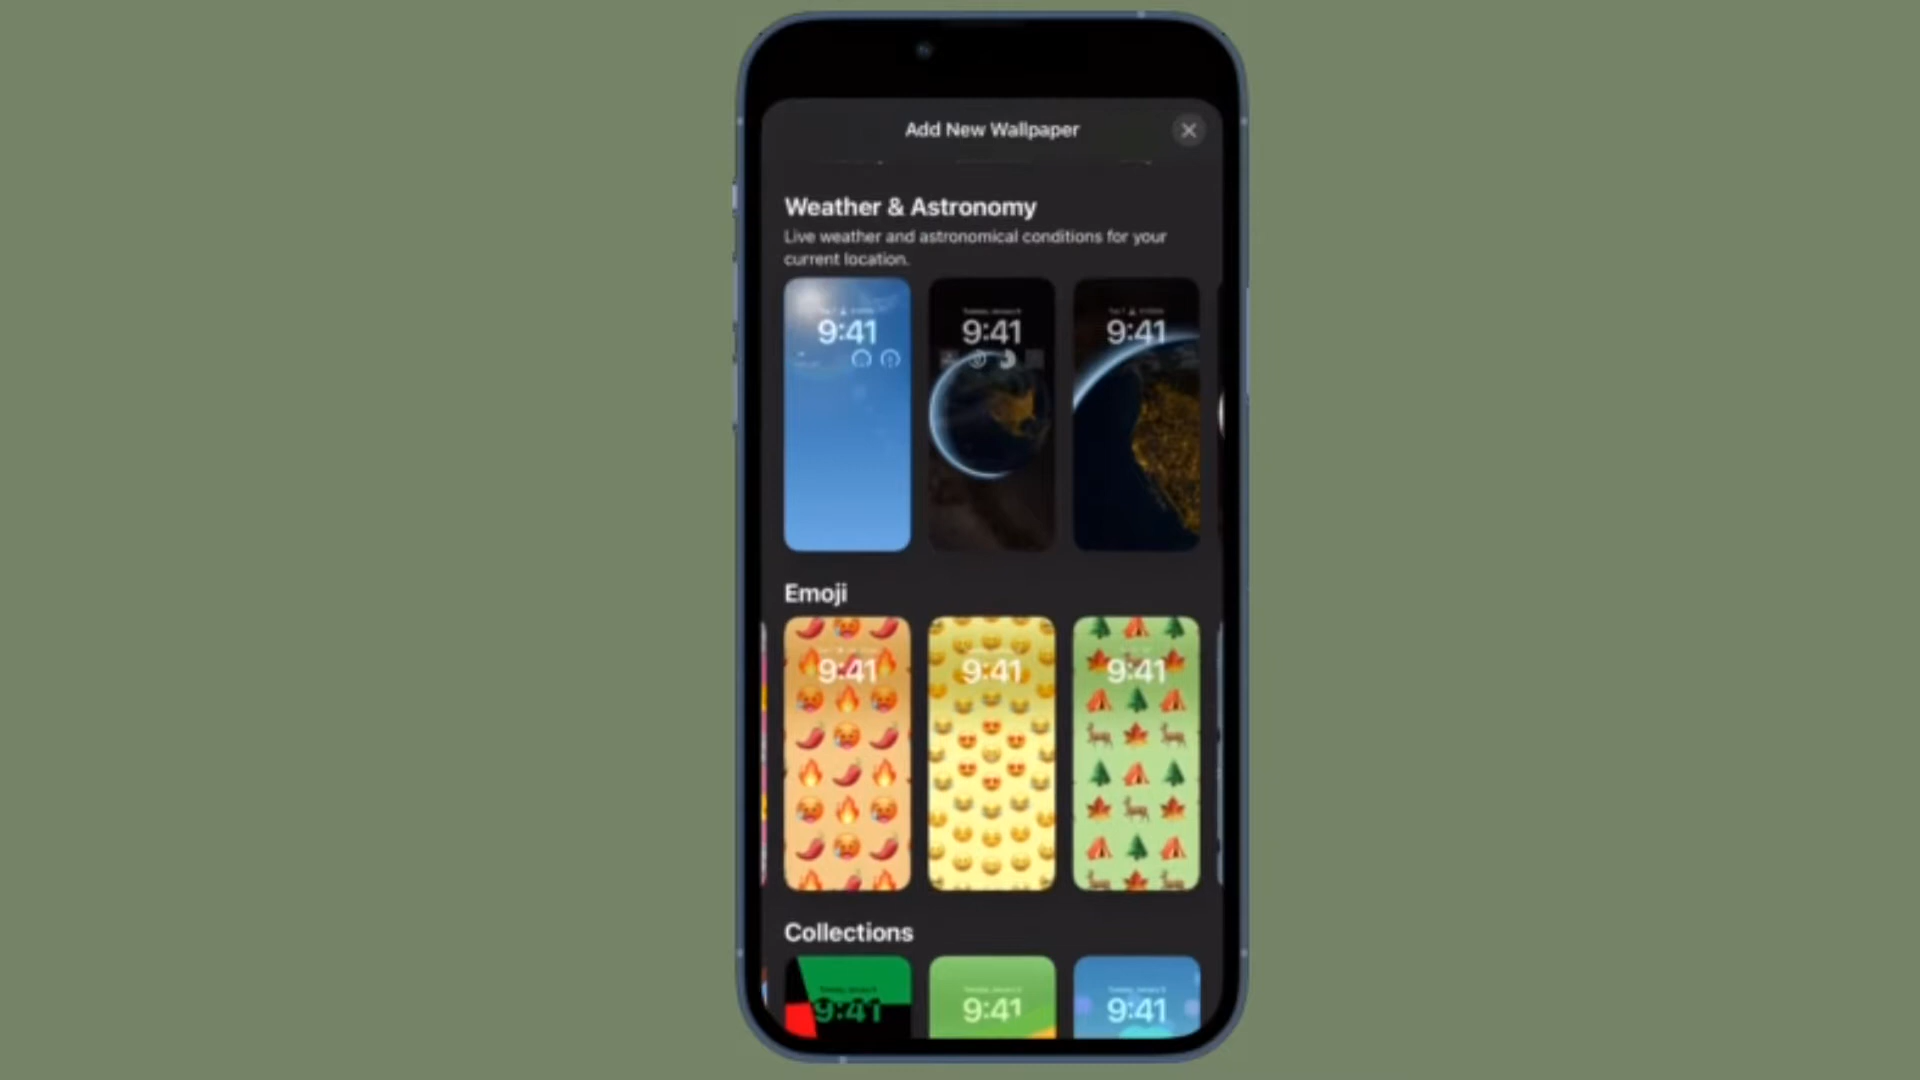 Add New Wallpaper
Weather & Astronomy
Live weather and astronomical conditions for your
current location.
9:41
9:41
9:41
Emoji
9:41
9:41
9:41
Collections
9:41
9:41
9:41